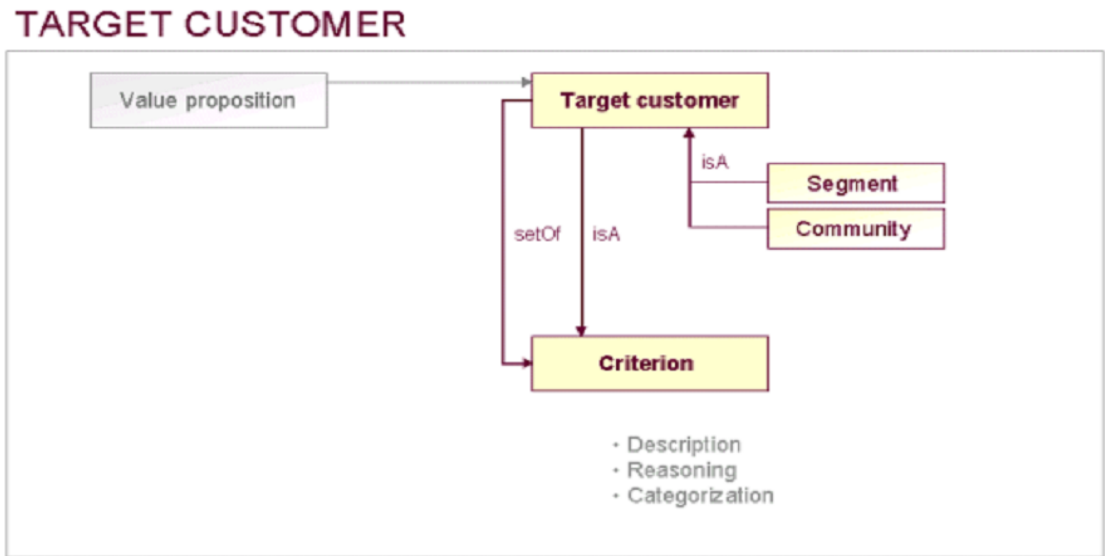 TARGET CUSTOMER
Value proposition
Target customer
isA
Segment
Community
setOf
isA
Criterion
· Description
· Reasoning
· Categorization